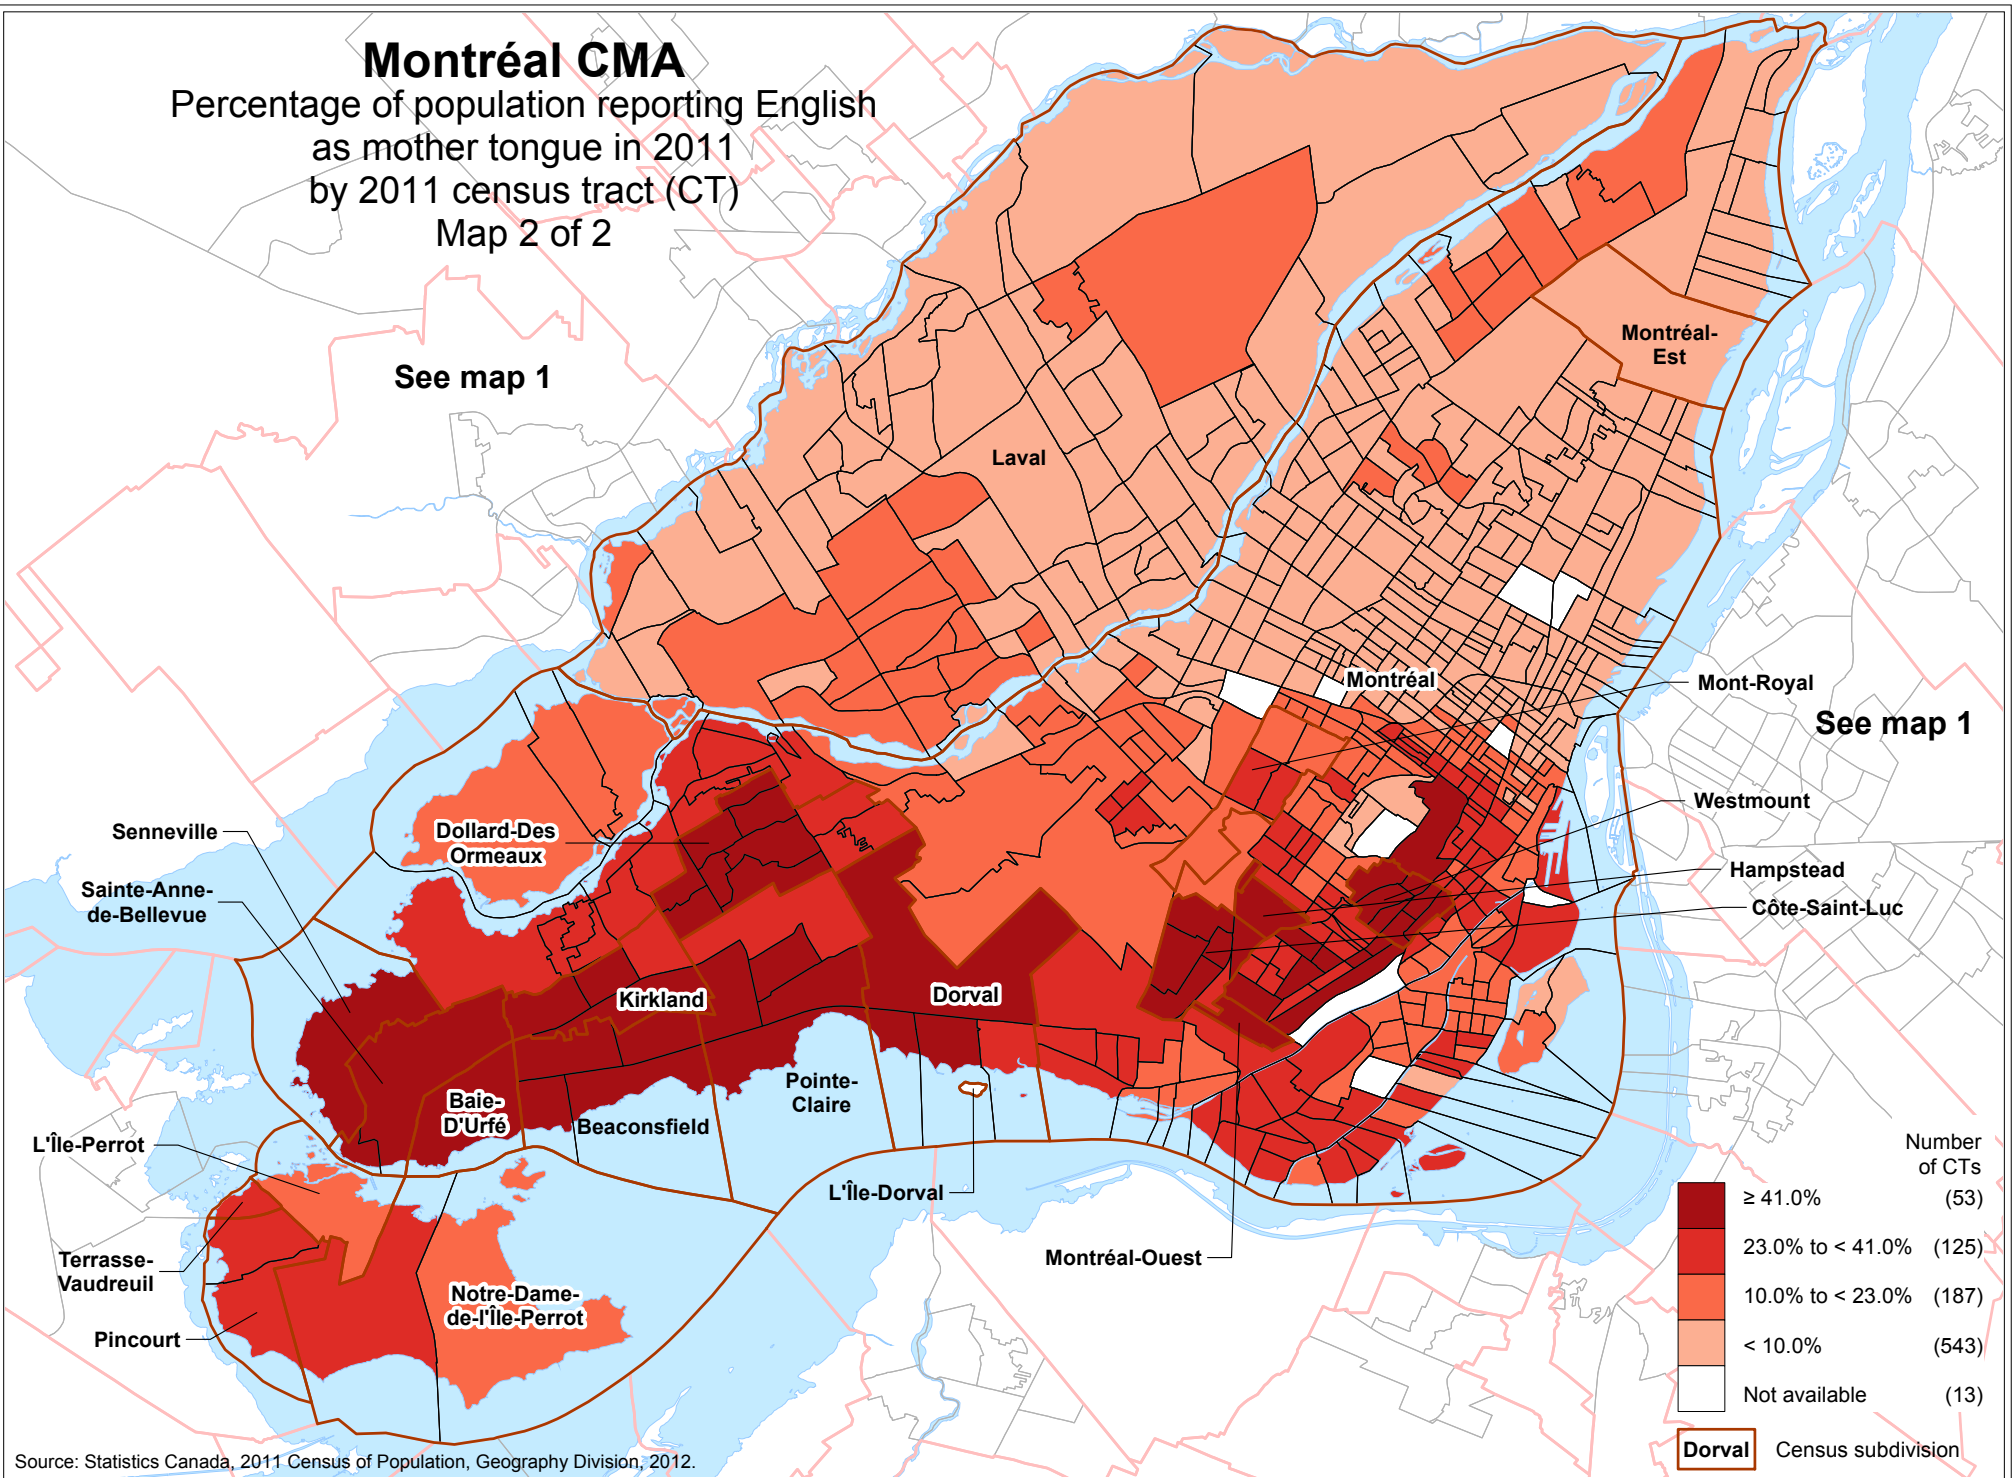 Montréal CMA
Percentage of population reporting English
as mother tongue in 2011
by 2011 census tract (CT)
Map 2 of 2
See map 1
Montréal-
Est
Laval
Montréal
Mont-Royal
See map 1
Westmount
Hampstead
Côte-Saint-Luc
Senneville
Sainte-Anne-
de-Bellevue
Dollard-Des
Ormeaux
Kirkland
Dorval
Baie-
D'Urfé
Beaconsfield
Pointe-
Claire
L'Île-Perrot
L'Île-Dorval
Montréal-Ouest
Terrasse-
Vaudreuil
Notre-Dame-
de-l'Île-Perrot
Pincourt
Number
of CTs
≥ 41.0% (53)
23.0% to < 41.0% (125)
10.0% to < 23.0% (187)
< 10.0% (543)
Not available (13)
Dorval Census subdivision
Source: Statistics Canada, 2011 Census of Population, Geography Division, 2012.